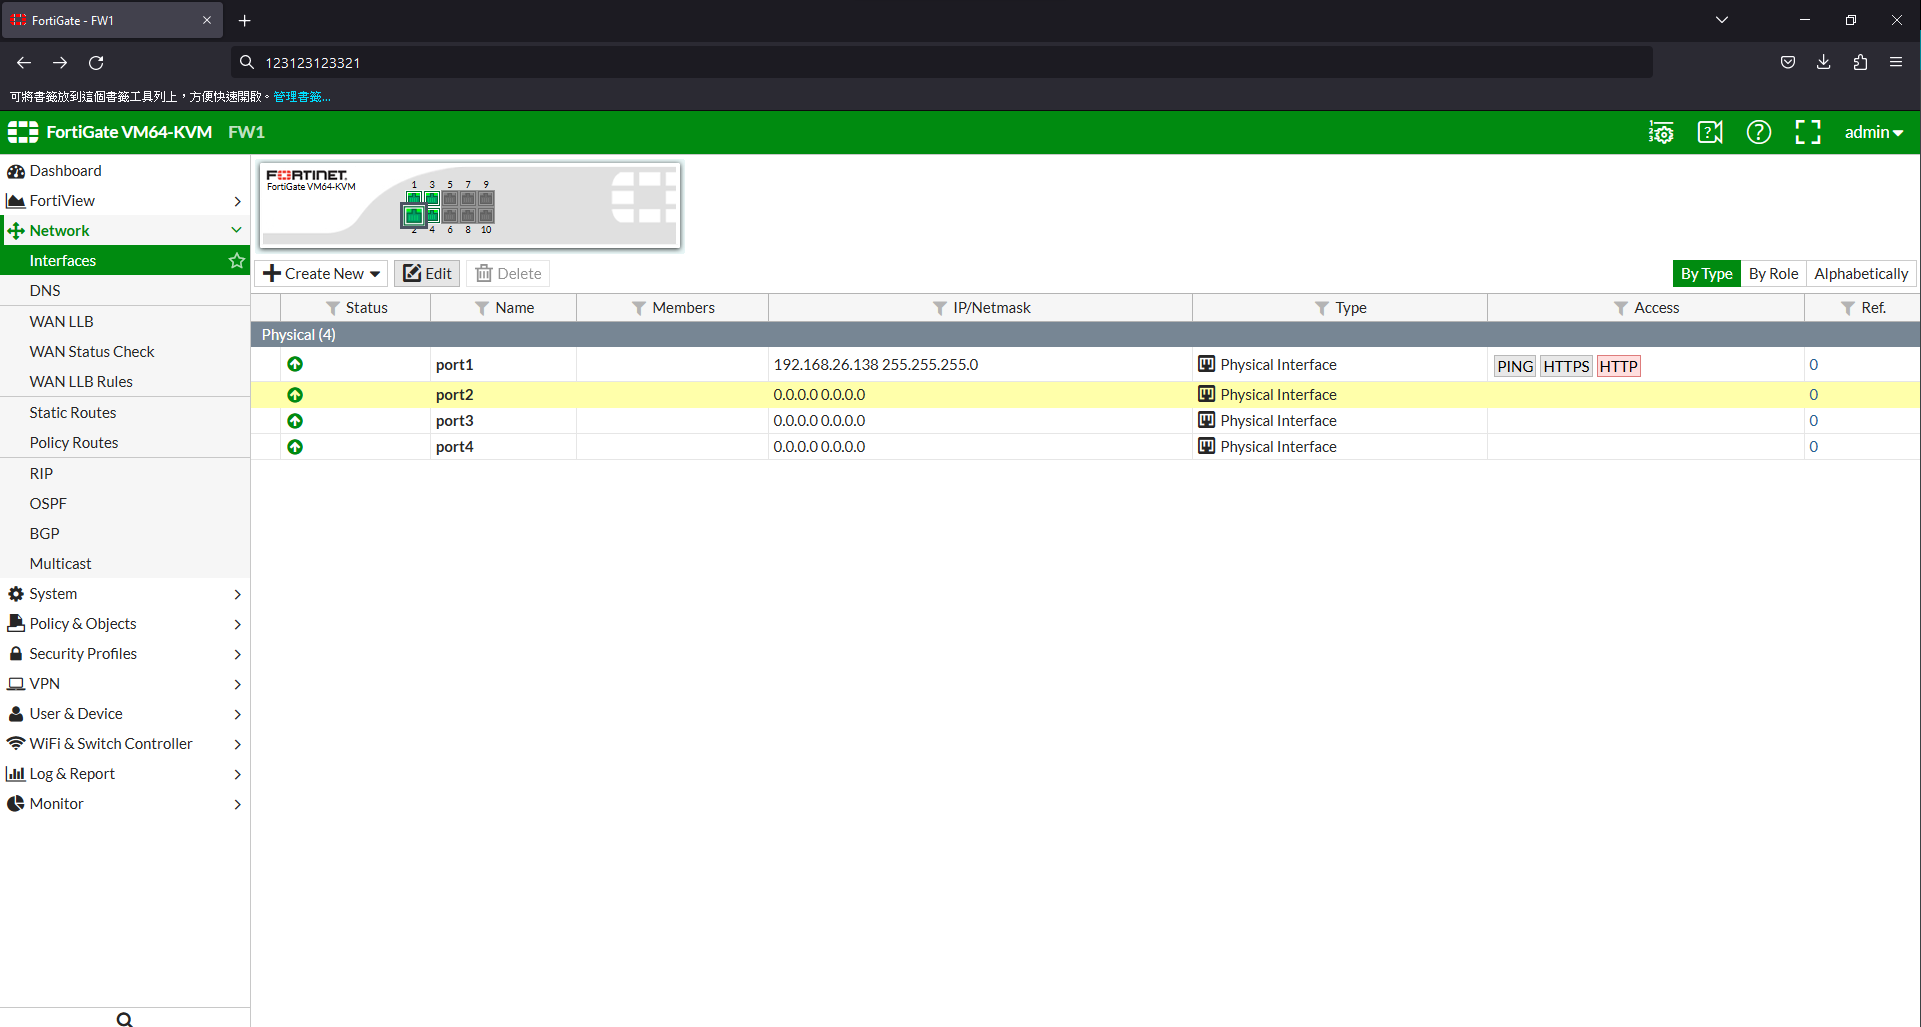 FortiGate - FW1
123123123321
可將書籤放到這個書籤工具列上，方便快速開啟。管理書籤...
FortiGate VM64-KVM FW1
admin
Dashboard
FortiView
Network
Interfaces
DNS
WAN LLB
WAN Status Check
WAN LLB Rules
Static Routes
Policy Routes
RIP
OSPF
BGP
Multicast
System
Policy & Objects
Security Profiles
VPN
User & Device
WiFi & Switch Controller
Log & Report
Monitor
FORTINET
FortiGate VM64-KVM
1 3 5 7 9
2 4 6 8 10
Create New Edit Delete
By Type By Role Alphabetically
Status Name Members IP/Netmask Type Access Ref.
Physical (4)
port1 192.168.26.138 255.255.255.0 Physical Interface PING HTTPS HTTP 0
port2 0.0.0.0 0.0.0.0 Physical Interface 0
port3 0.0.0.0 0.0.0.0 Physical Interface 0
port4 0.0.0.0 0.0.0.0 Physical Interface 0